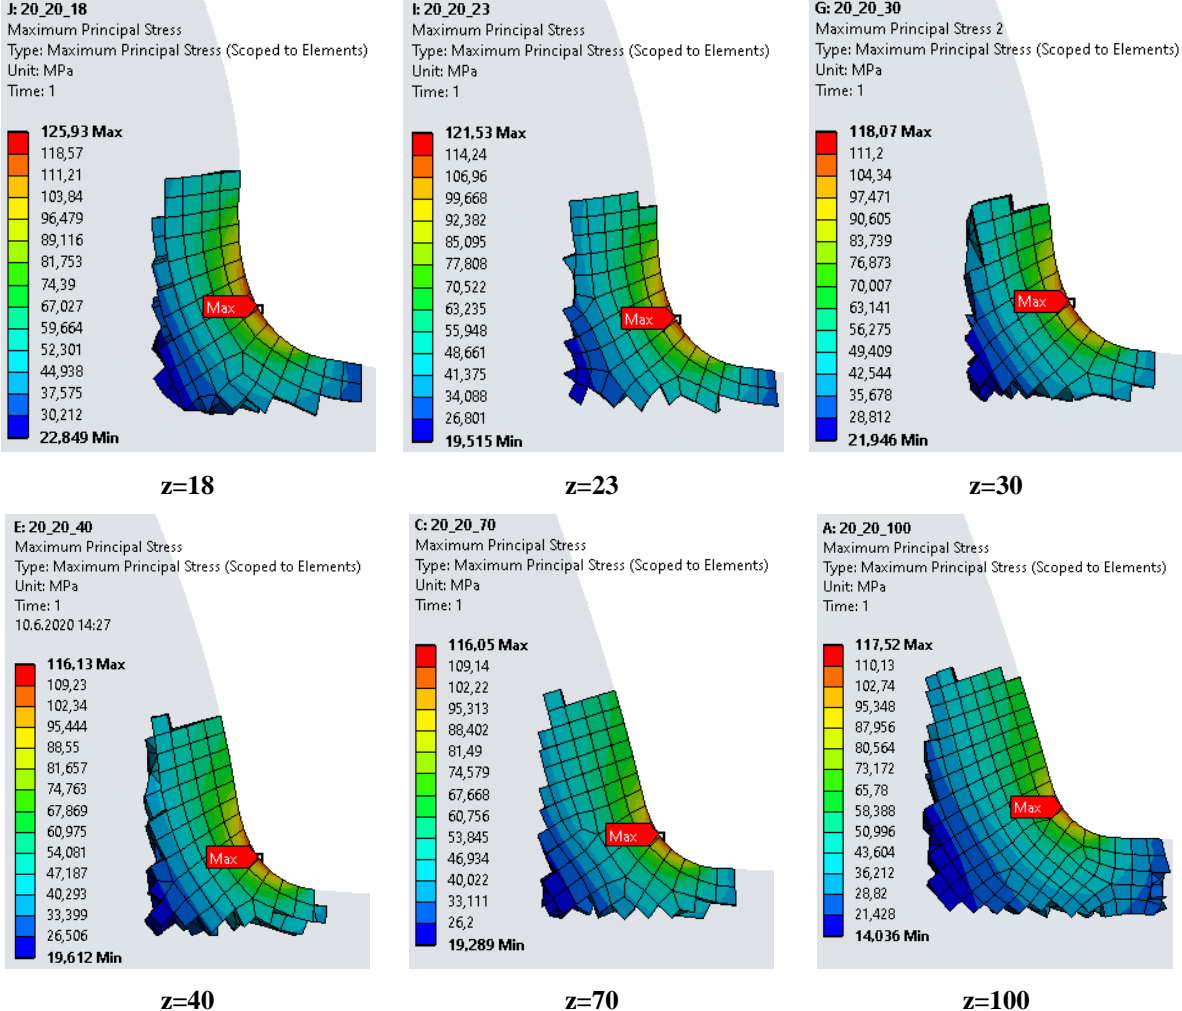 J: 20_20_18
Maximum Principal Stress
Type: Maximum Principal Stress (Scoped to Elements)
Unit: MPa
Time: 1
125,93 Max
118,57
111,21
103,84
96,479
89,116
81,753
74,39
67,027
59,664
52,301
44,938
37,575
30,212
22,849 Min
Max
z=18
I: 20_20_23
Maximum Principal Stress
Type: Maximum Principal Stress (Scoped to Elements)
Unit: MPa
Time: 1
121,53 Max
114,24
106,96
99,668
92,382
85,095
77,808
70,522
63,235
55,948
48,661
41,375
34,088
26,801
19,515 Min
Max
z=23
G: 20_20_30
Maximum Principal Stress 2
Type: Maximum Principal Stress (Scoped to Elements)
Unit: MPa
Time: 1
118,07 Max
111,2
104,34
97,471
90,605
83,739
76,873
70,007
63,141
56,275
49,409
42,544
35,678
28,812
21,946 Min
Max
z=30
E: 20_20_40
Maximum Principal Stress
Type: Maximum Principal Stress (Scoped to Elements)
Unit: MPa
Time: 1
10.6.2020 14:27
116,13 Max
109,23
102,34
95,444
88,55
81,657
74,763
67,869
60,975
54,081
47,187
40,293
33,399
26,506
19,612 Min
Max
z=40
C: 20_20_70
Maximum Principal Stress
Type: Maximum Principal Stress (Scoped to Elements)
Unit: MPa
Time: 1
116,05 Max
109,14
102,22
95,313
88,402
81,49
74,579
67,668
60,756
53,845
46,934
40,022
33,111
26,2
19,289 Min
Max
z=70
A: 20_20_100
Maximum Principal Stress
Type: Maximum Principal Stress (Scoped to Elements)
Unit: MPa
Time: 1
117,52 Max
110,13
102,74
95,348
87,956
80,564
73,172
65,78
58,388
50,996
43,604
36,212
28,82
21,428
14,036 Min
Max
z=100